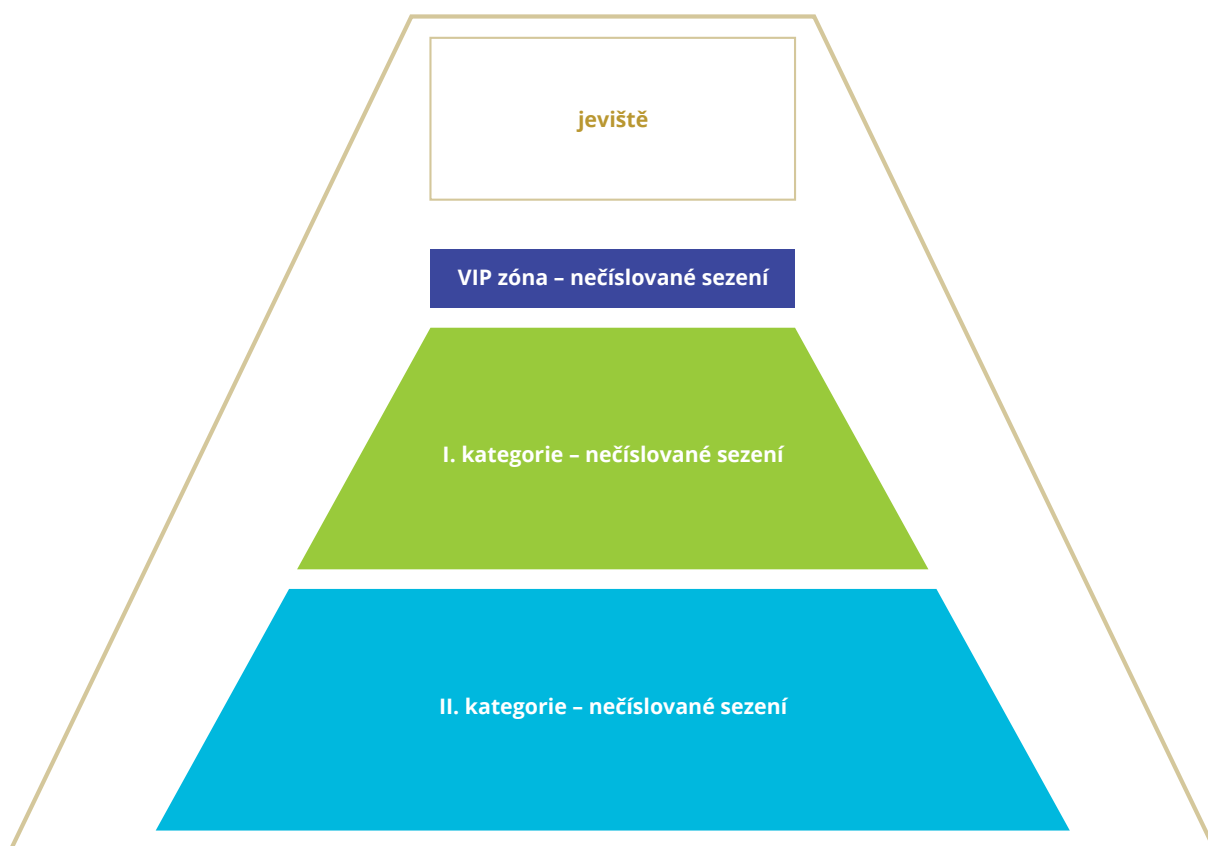 jeviště
VIP zóna – nečíslované sezení
I. kategorie – nečíslované sezení
II. kategorie – nečíslované sezení